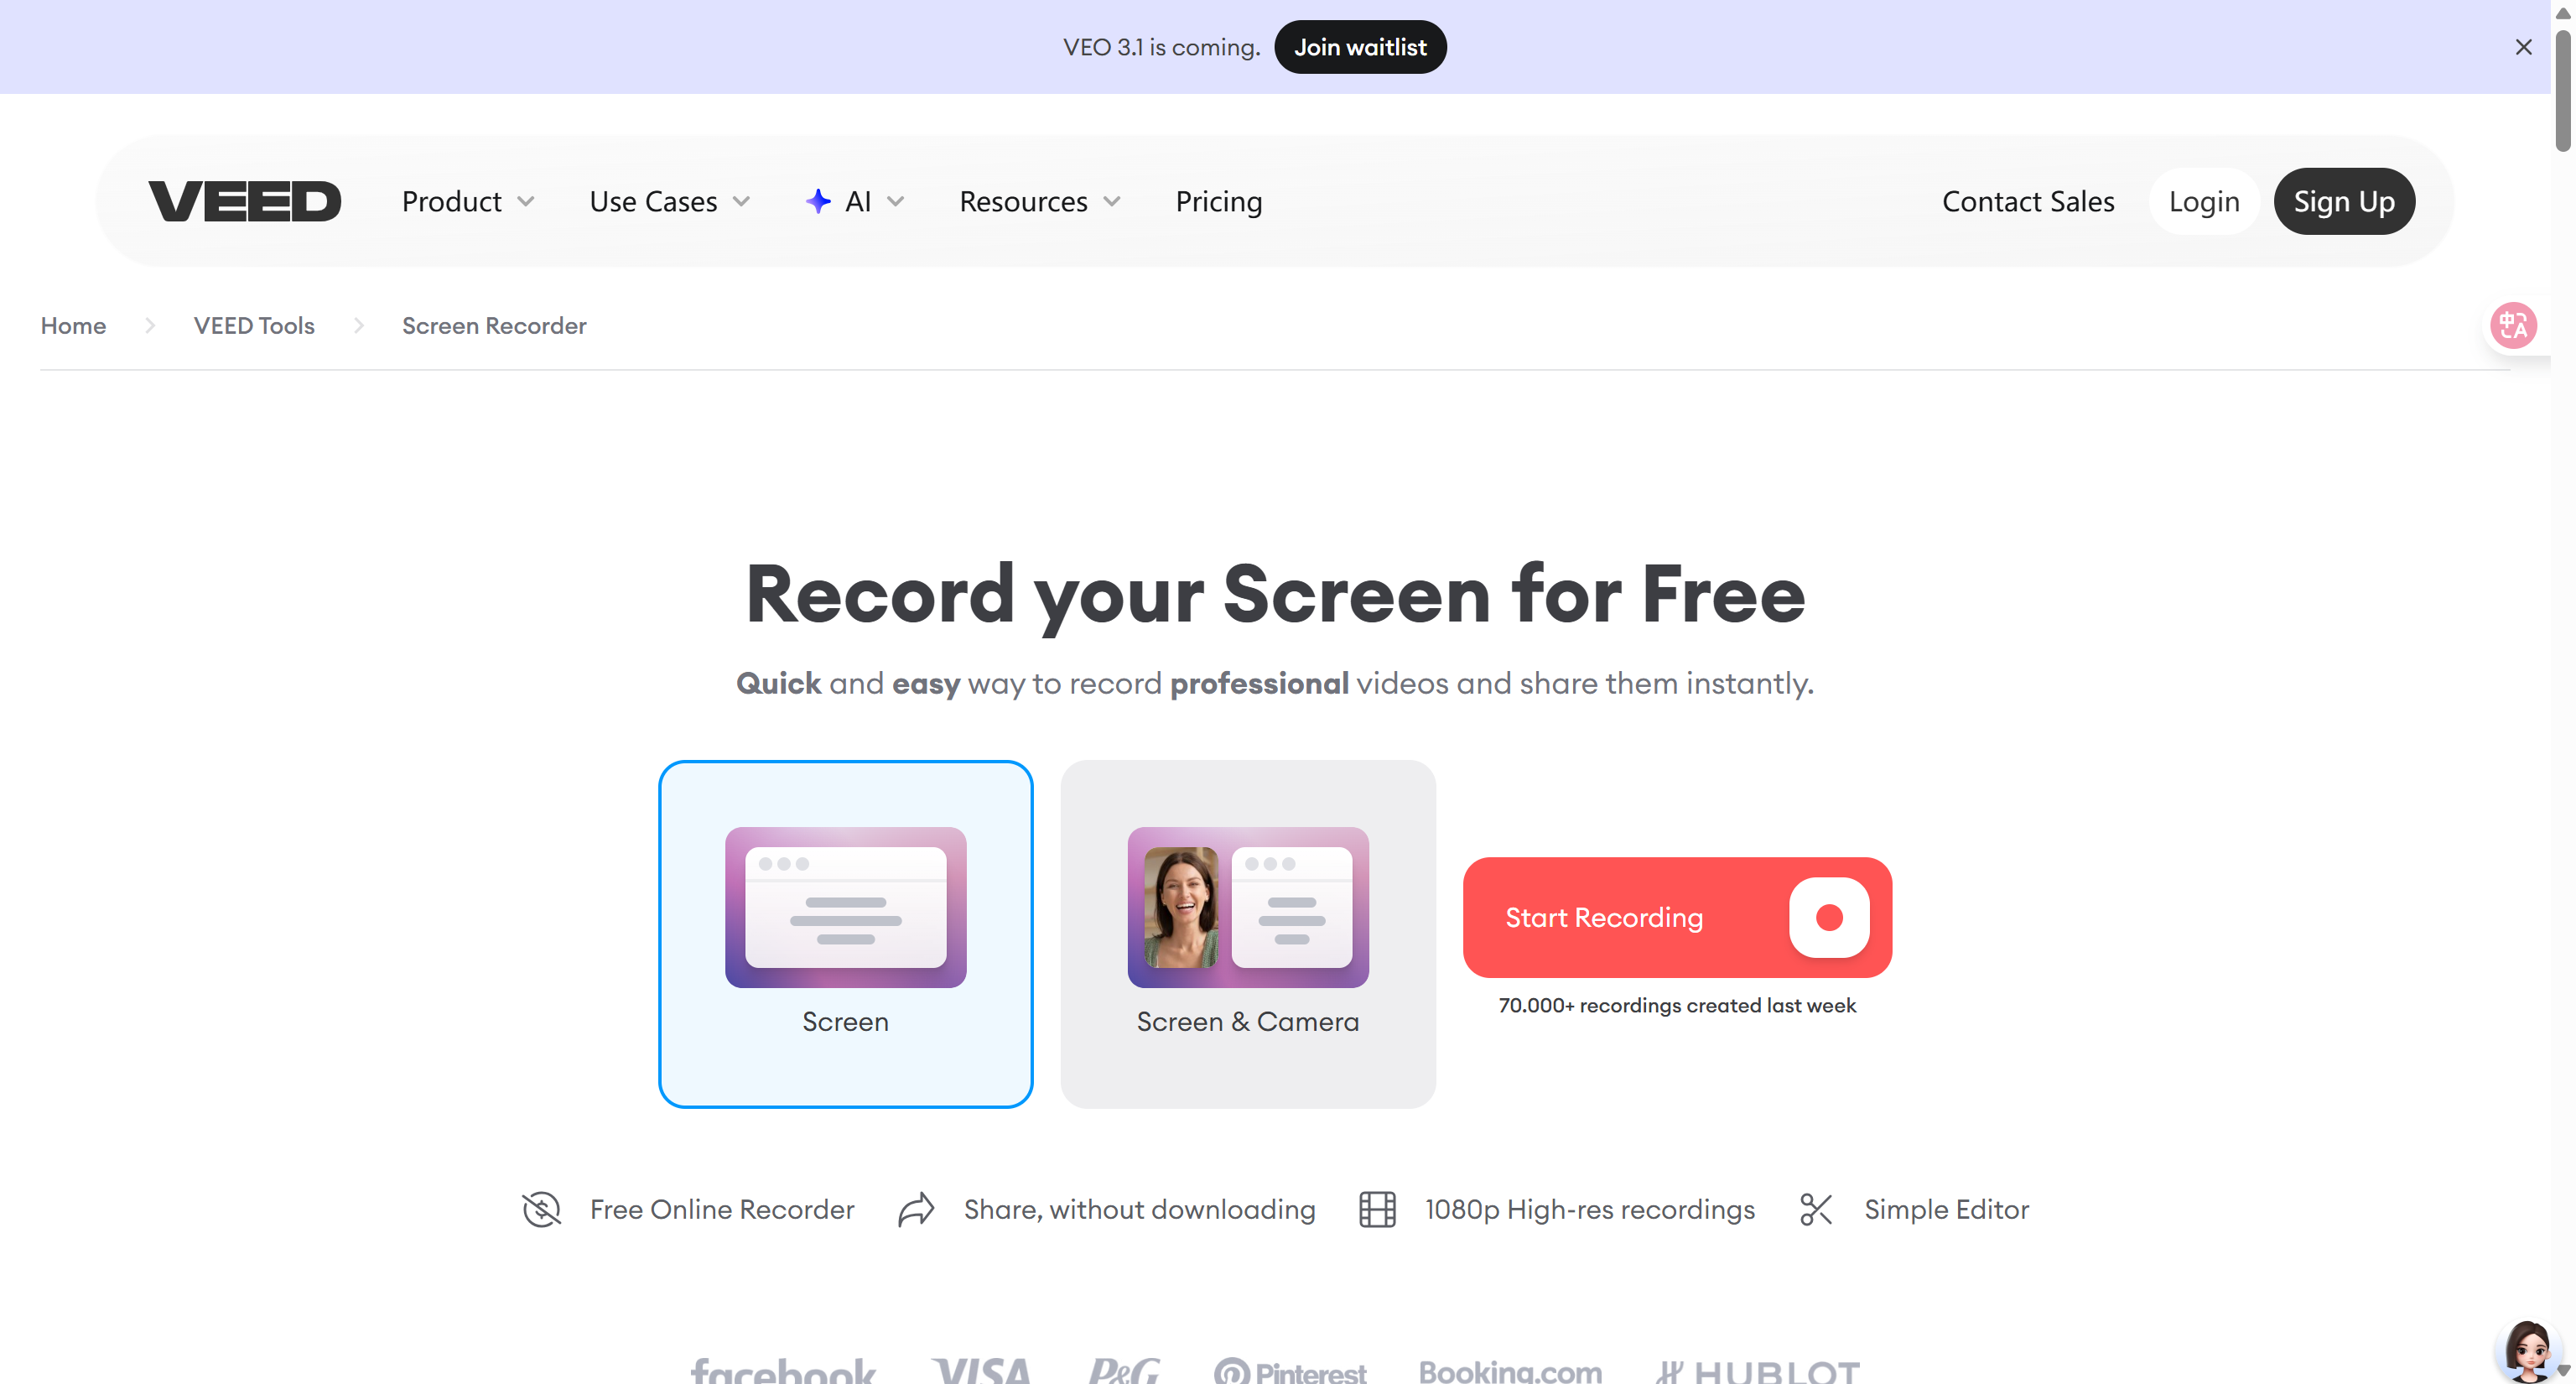 VEO 3.1 is coming. Join waitlist
VEED Product Use Cases AI Resources Pricing Contact Sales Login Sign Up
Home VEED Tools Screen Recorder
中A
Record your Screen for Free
Quick and easy way to record professional videos and share them instantly.
Screen
Screen & Camera
Start Recording
70.000+ recordings created last week
Free Online Recorder Share, without downloading 1080p High-res recordings Simple Editor
facebook VISA P&G Pinterest Booking.com HUBLOT